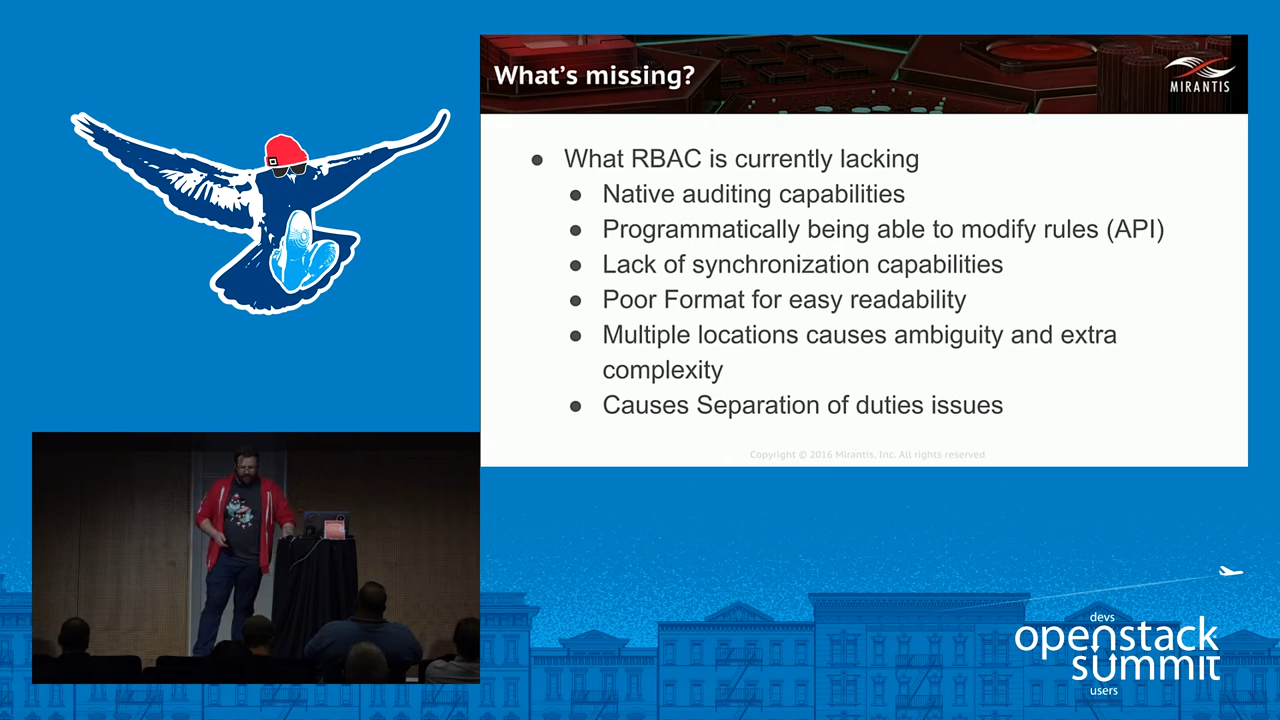 What's missing?
MIRANTIS
● What RBAC is currently lacking
● Native auditing capabilities
● Programmatically being able to modify rules (API)
● Lack of synchronization capabilities
● Poor Format for easy readability
● Multiple locations causes ambiguity and extra
complexity
● Causes Separation of duties issues
Copyright © 2016 Mirantis, Inc. All rights reserved
devs
openstack
summit
users